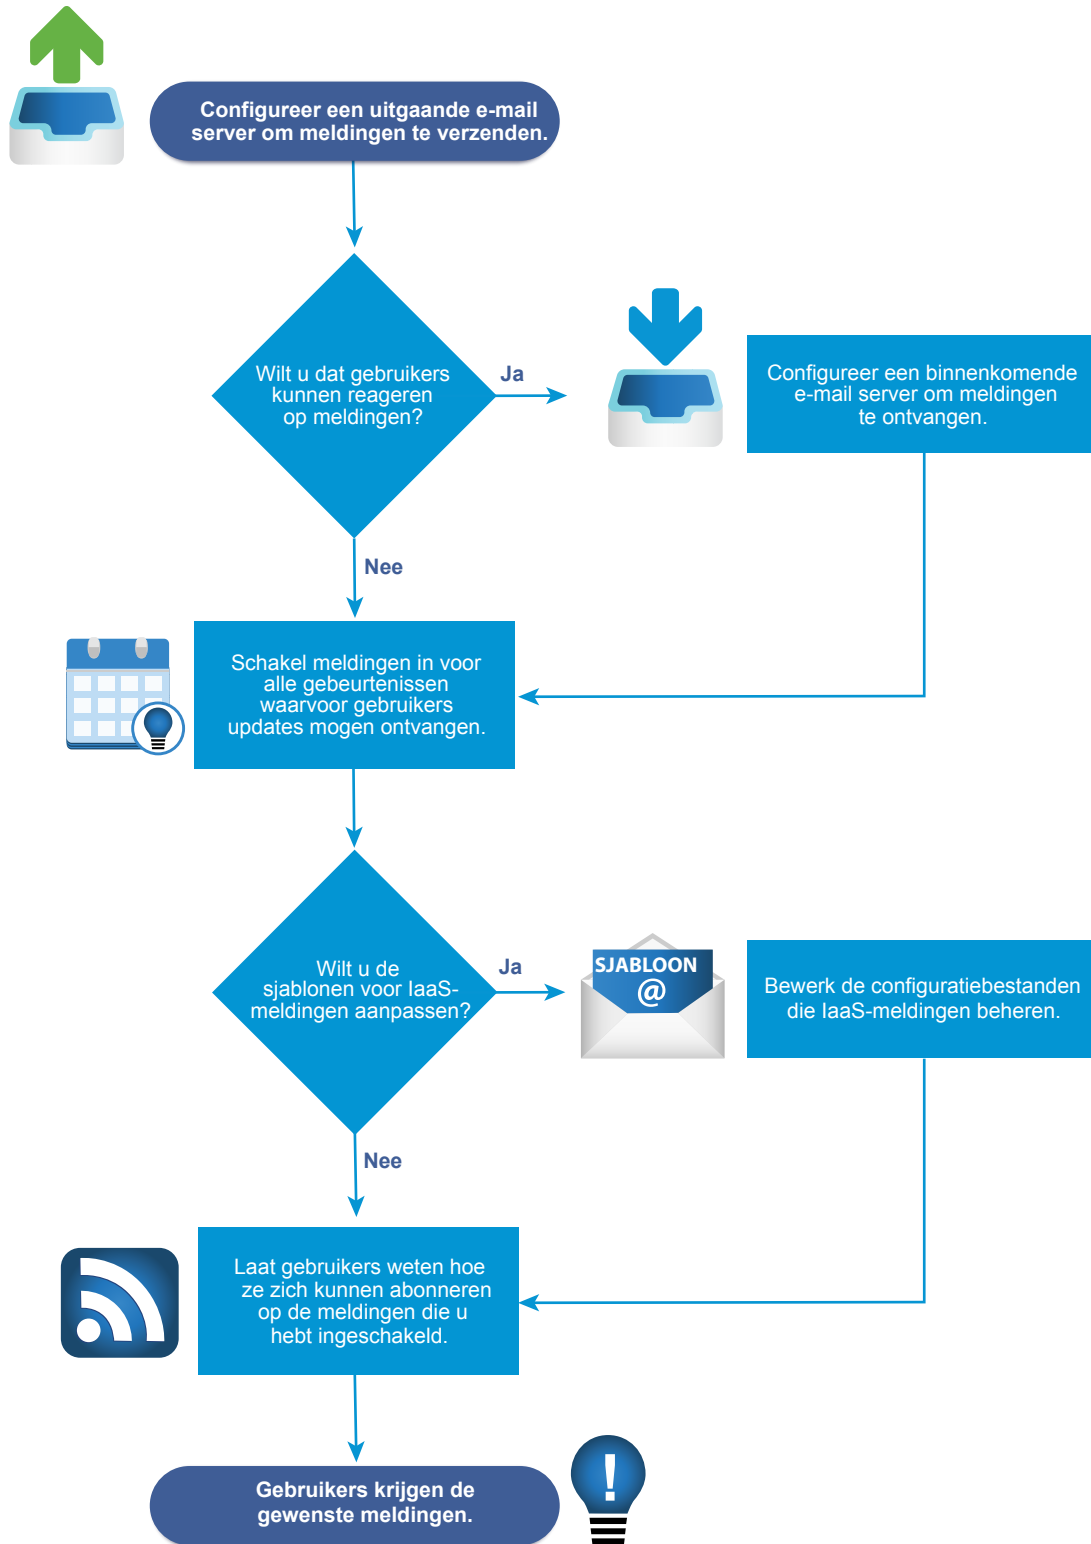 Configureer een uitgaande e-mail
server om meldingen te verzenden.
Wilt u dat gebruikers
kunnen reageren
op meldingen?
Ja
Configureer een binnenkomende
e-mail server om meldingen
te ontvangen.
Nee
Schakel meldingen in voor
alle gebeurtenissen
waarvoor gebruikers
updates mogen ontvangen.
Wilt u de
sjablonen voor IaaS-
meldingen aanpassen?
Ja
SJABLOON
@
Bewerk de configuratiebestanden
die IaaS-meldingen beheren.
Nee
Laat gebruikers weten hoe
ze zich kunnen abonneren
op de meldingen die u
hebt ingeschakeld.
Gebruikers krijgen de
gewenste meldingen.
!